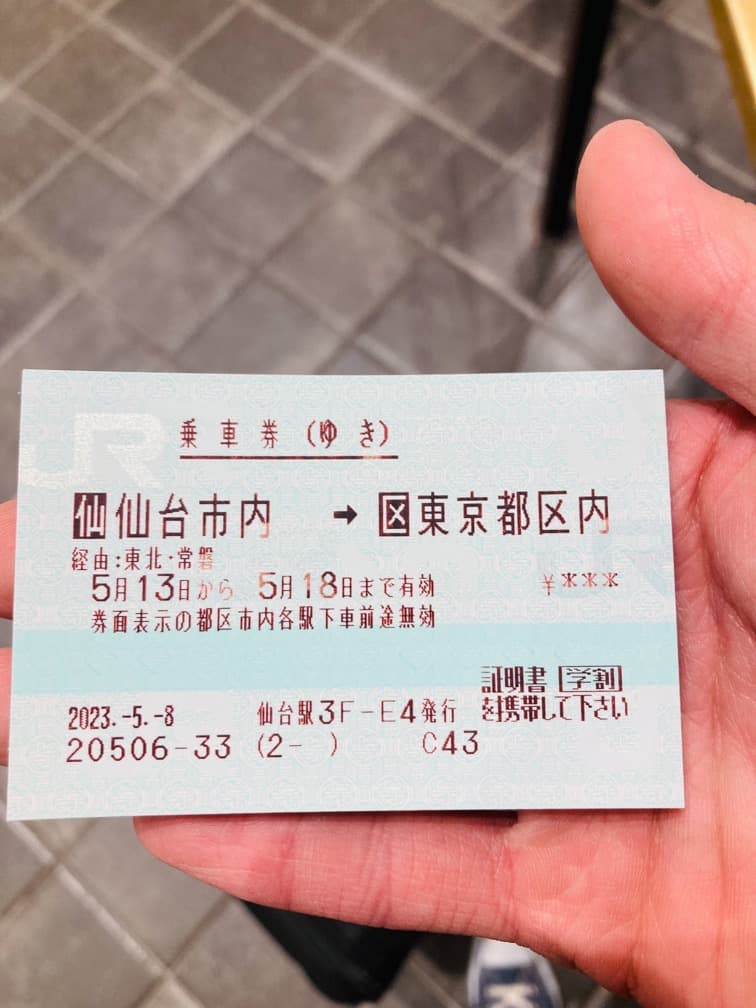 JR
乗車券(ゆき)
仙仙台市内 → 区東京都区内
経由:東北・常磐
5月13日から 5月18日まで有効 ¥***
券面表示の都区市内各駅下車前途無効
証明書 学割
を携帯して下さい
2023.-5.-8 仙台駅3F-E4発行
20506-33 (2- ) C43